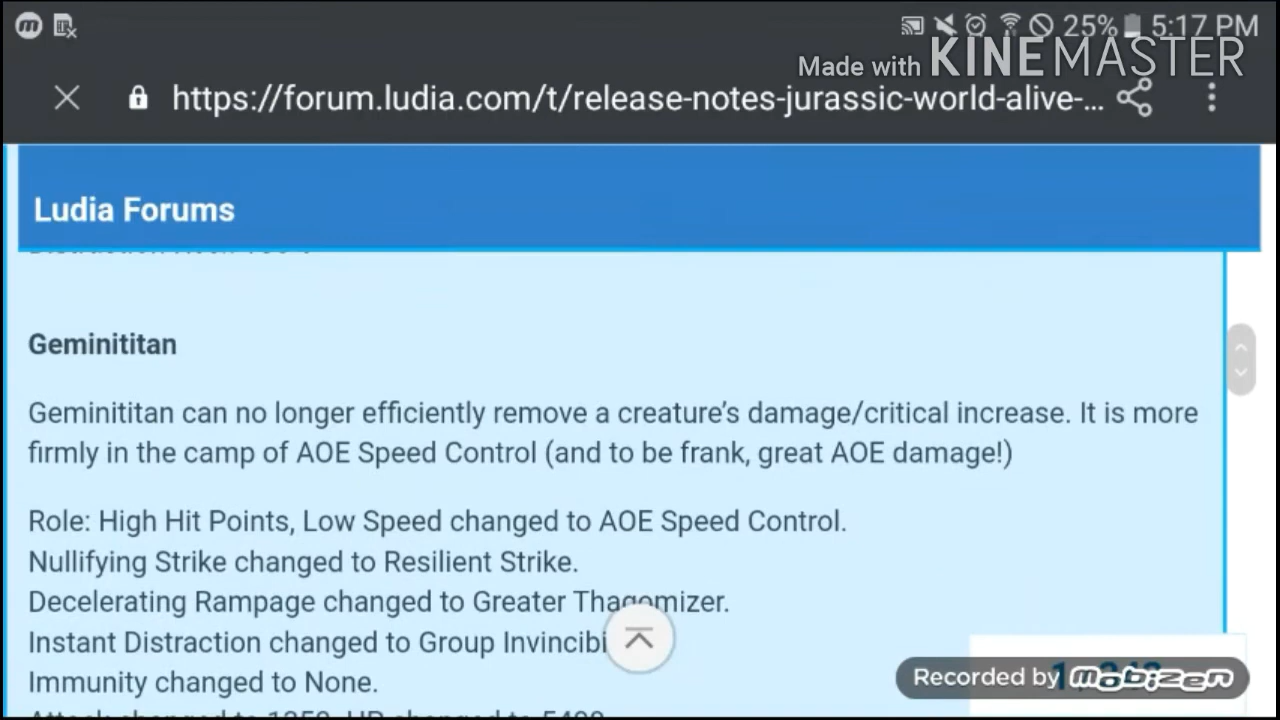 25% 5:17 PM
Made with KINEMASTER
https://forum.ludia.com/t/release-notes-jurassic-world-alive-...
Ludia Forums
Geminititan
Geminititan can no longer efficiently remove a creature's damage/critical increase. It is more
firmly in the camp of AOE Speed Control (and to be frank, great AOE damage!)
Role: High Hit Points, Low Speed changed to AOE Speed Control.
Nullifying Strike changed to Resilient Strike.
Decelerating Rampage changed to Greater Thagomizer.
Instant Distraction changed to Group Invincibi
Immunity changed to None.
Recorded by mobizen